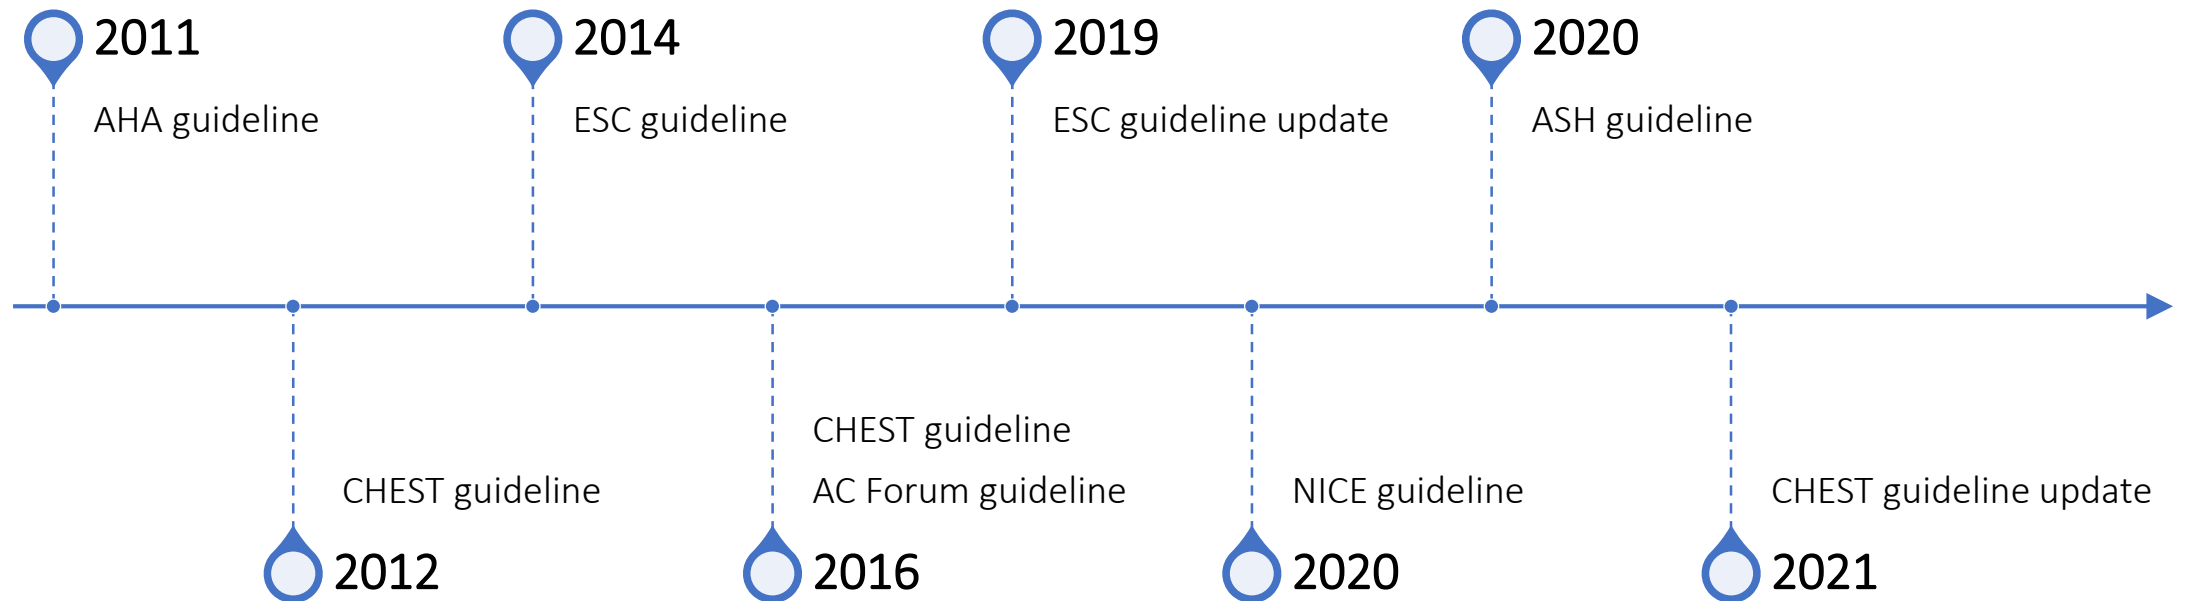 2011
AHA guideline
2014
ESC guideline
2019
ESC guideline update
2020
ASH guideline
CHEST guideline
2012
CHEST guideline
AC Forum guideline
2016
NICE guideline
2020
CHEST guideline update
2021